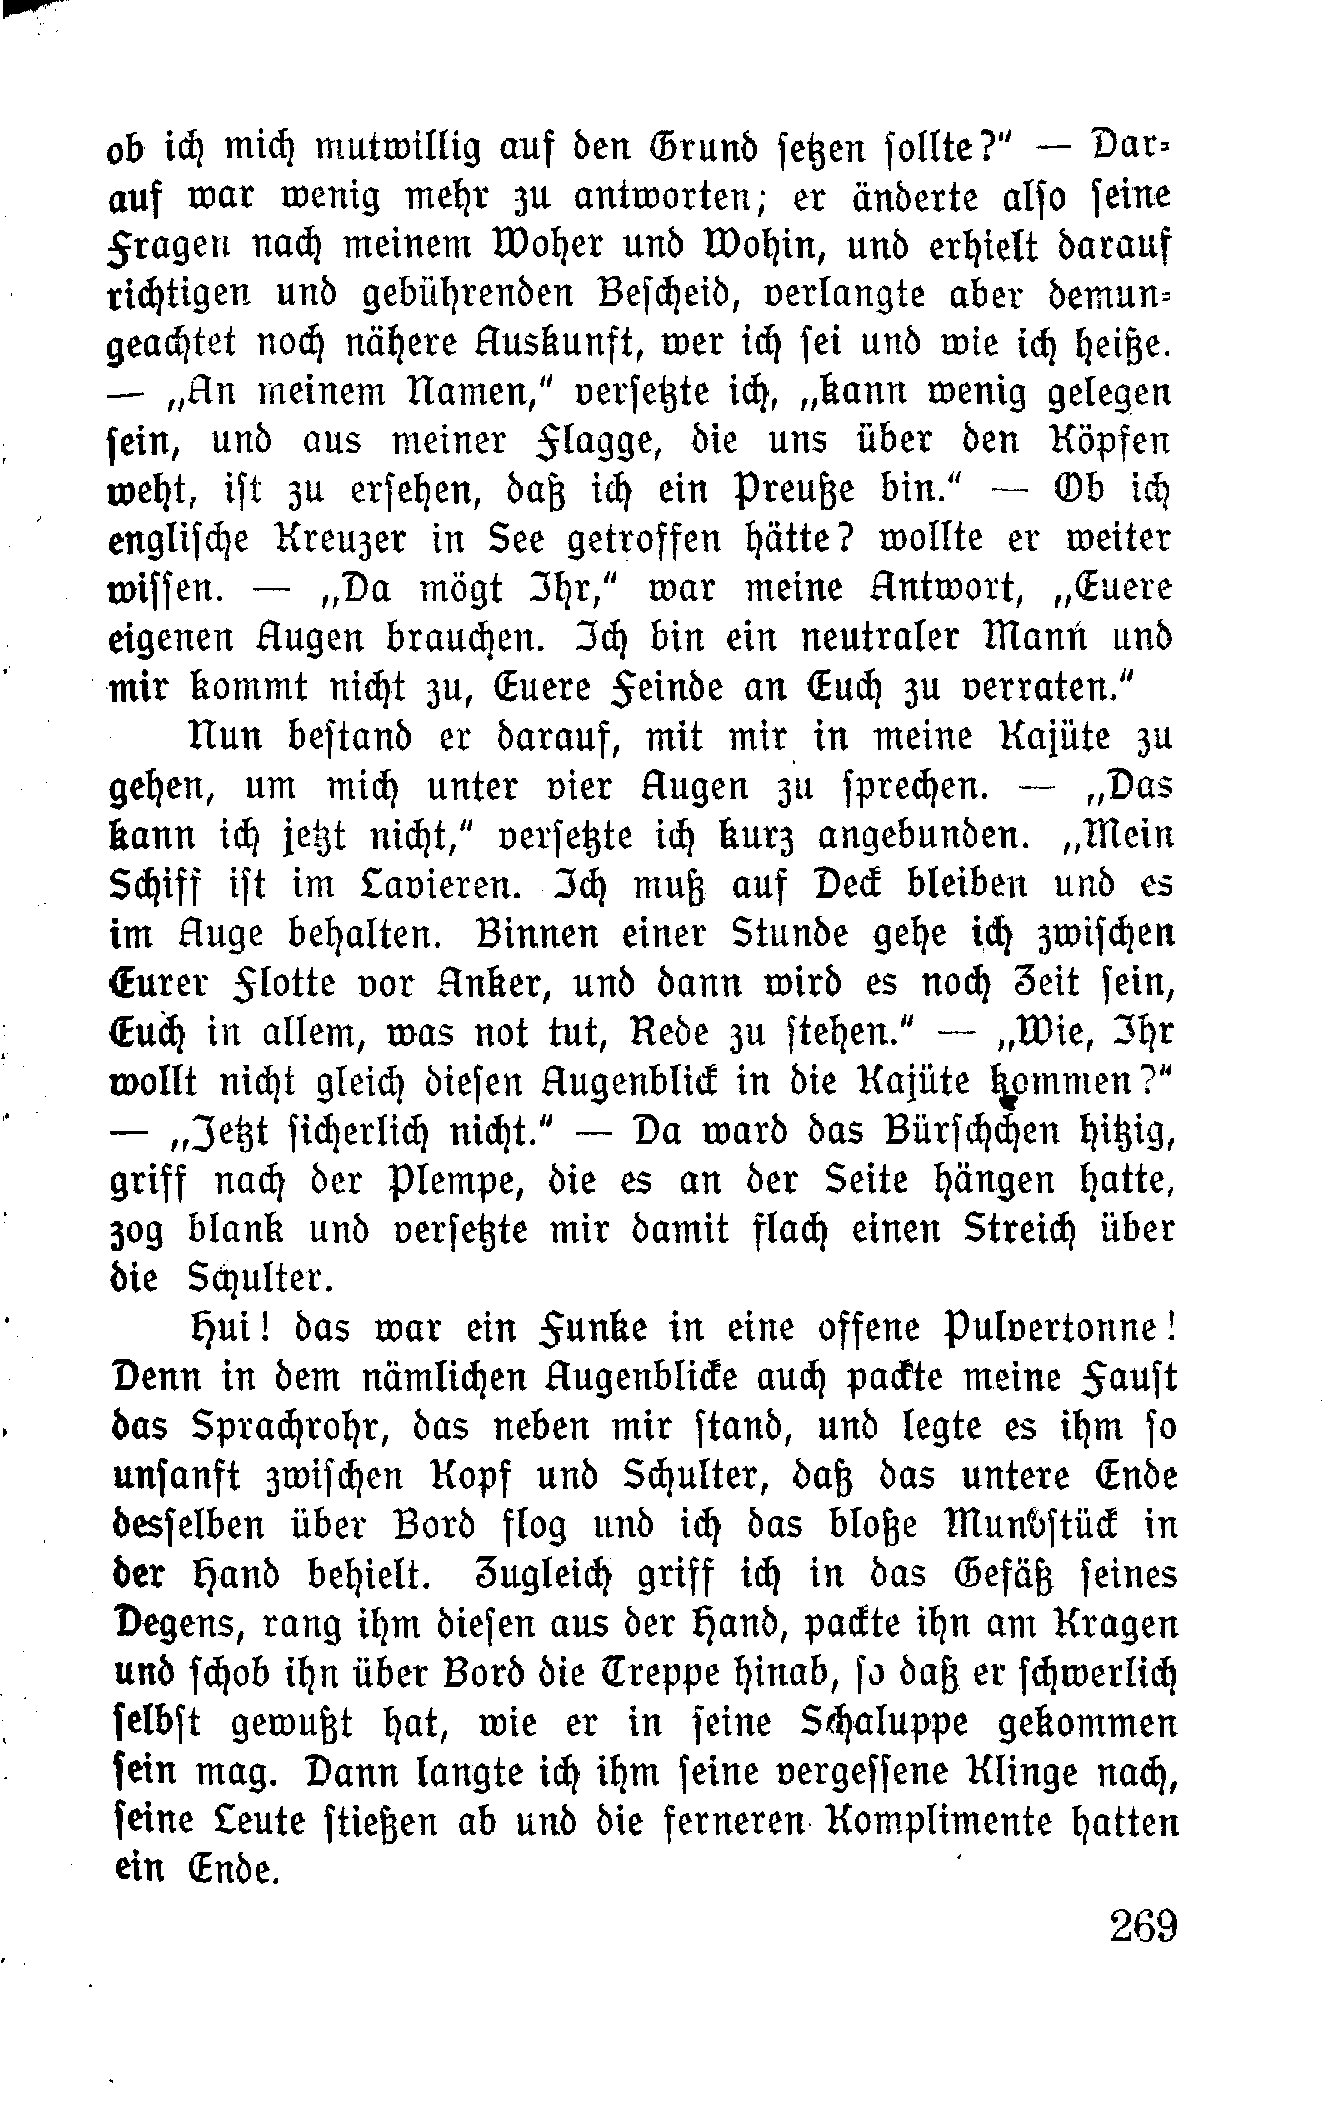 ob ich mich mutwillig auf den Grund setzen sollte?" — Dar-
auf war wenig mehr zu antworten; er änderte also seine
Fragen nach meinem Woher und Wohin, und erhielt darauf
richtigen und gebührenden Bescheid, verlangte aber demun-
geachtet noch nähere Auskunft, wer ich sei und wie ich heiße.
— „An meinem Namen," versetzte ich, „kann wenig gelegen
sein, und aus meiner Flagge, die uns über den Köpfen
weht, ist zu ersehen, daß ich ein Preuße bin." — Ob ich
englische Kreuzer in See getroffen hätte? wollte er weiter
wissen. — „Da mögt Ihr," war meine Antwort, „Euere
eigenen Augen brauchen. Ich bin ein neutraler Mann und
mir kommt nicht zu, Euere Feinde an Euch zu verraten."
Nun bestand er darauf, mit mir in meine Kajüte zu
gehen, um mich unter vier Augen zu sprechen. — „Das
kann ich jetzt nicht," versetzte ich kurz angebunden. „Mein
Schiff ist im Lavieren. Ich muß auf Deck bleiben und es
im Auge behalten. Binnen einer Stunde gehe ich zwischen
Eurer Flotte vor Anker, und dann wird es noch Zeit sein,
Euch in allem, was not tut, Rede zu stehen." — „Wie, Ihr
wollt nicht gleich diesen Augenblick in die Kajüte kommen?"
— „Jetzt sicherlich nicht." — Da ward das Bürschchen hitzig,
griff nach der Plempe, die es an der Seite hängen hatte,
zog blank und versetzte mir damit flach einen Streich über
die Schulter.
Hui! das war ein Funke in eine offene Pulvertonne!
Denn in dem nämlichen Augenblicke auch packte meine Faust
das Sprachrohr, das neben mir stand, und legte es ihm so
unsanft zwischen Kopf und Schulter, daß das untere Ende
desselben über Bord flog und ich das bloße Mundstück in
der Hand behielt. Zugleich griff ich in das Gefäß seines
Degens, rang ihm diesen aus der Hand, packte ihn am Kragen
und schob ihn über Bord die Treppe hinab, so daß er schwerlich
selbst gewußt hat, wie er in seine Schaluppe gekommen
sein mag. Dann langte ich ihm seine vergessene Klinge nach,
seine Leute stießen ab und die ferneren Komplimente hatten
ein Ende.
269